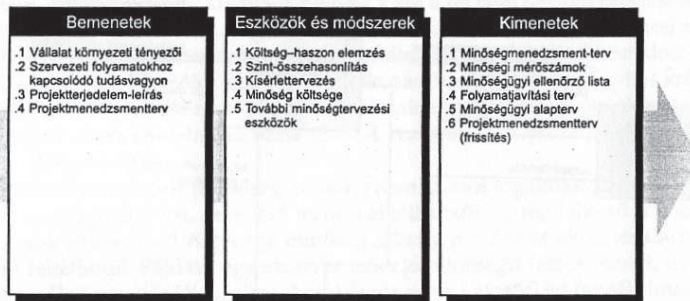 Bemenetek
.1 Vállalat környezeti tényezői
.2 Szervezeti folyamatokhoz
kapcsolódó tudásvagyon
.3 Projektterjedelem-leírás
.4 Projektmenedzsmentterv
Eszközök és módszerek
.1 Költség–haszon elemzés
.2 Szint-összehasonlítás
.3 Kísérlettervezés
.4 Minőség költsége
.5 További minőségtervezési
eszközök
Kimenetek
.1 Minőségmenedzsment-terv
.2 Minőségi mérőszámok
.3 Minőségügyi ellenőrző lista
.4 Folyamatjavítási terv
.5 Minőségügyi alapterv
.6 Projektmenedzsmentterv
(frissítés)